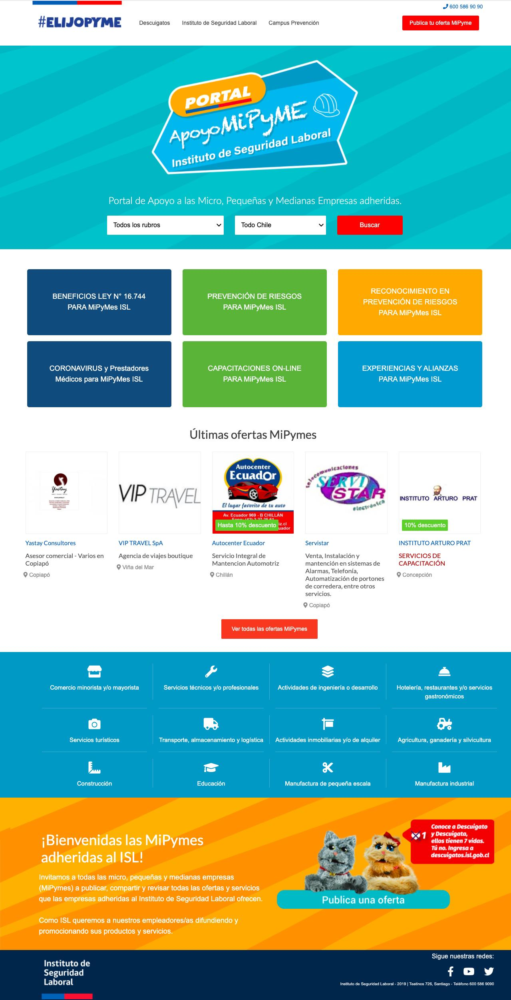 600 586 90 90
#ELIJOPYME
Descuigatos
Instituto de Seguridad Laboral
Campus Prevención
Publica tu oferta MiPyme
PORTAL
ApoyoMiPyME
Instituto de Seguridad Laboral
Portal de Apoyo a las Micro, Pequeñas y Medianas Empresas adheridas.
Todos los rubros
Todo Chile
Buscar
BENEFICIOS LEY N° 16.744
PARA MiPyMes ISL
PREVENCIÓN DE RIESGOS
PARA MiPyMes ISL
RECONOCIMIENTO EN
PREVENCIÓN DE RIESGOS
PARA MiPyMes ISL
CORONAVIRUS y Prestadores
Médicos para MiPyMes ISL
CAPACITACIONES ON-LINE
PARA MiPyMes ISL
EXPERIENCIAS Y ALIANZAS
PARA MiPyMes ISL
Últimas ofertas MiPymes
Yastay
VIP TRAVEL
Autocenter
Ecuador
El lugar favorito de tu auto
Av. Ecuador 969 - B CHILLÁN
Hasta 10% descuento
telecomunicaciones
SERVI
STAR
electrónica
INSTITUTO ARTURO PRAT
10% descuento
Yastay Consultores
Asesor comercial - Varios en
Copiapó
Copiapó
VIP TRAVEL SpA
Agencia de viajes boutique
Viña del Mar
Autocenter Ecuador
Servicio Integral de
Mantencion Automotriz
Chillán
Servistar
Venta, Instalación y
mantención en sistemas de
Alarmas, Telefonía,
Automatización de portones
de corredera, entre otros
servicios.
Copiapó
INSTITUTO ARTURO PRAT
SERVICIOS DE
CAPACITACIÓN
Concepción
Ver todas las ofertas MiPymes
Comercio minorista y/o mayorista
Servicios técnicos y/o profesionales
Actividades de ingeniería o desarrollo
Hotelería, restaurantes y/o servicios
gastronómicos
Servicios turísticos
Transporte, almacenamiento y logística
Actividades inmobiliarias y/o de alquiler
Agricultura, ganadería y silvicultura
Construcción
Educación
Manufactura de pequeña escala
Manufactura industrial
¡Bienvenidas las MiPymes
adheridas al ISL!
Invitamos a todas las micro, pequeñas y medianas empresas
(MiPymes) a publicar, compartir y revisar todas las ofertas y servicios
que las empresas adheridas al Instituto de Seguridad Laboral ofrecen.
Como ISL queremos a nuestros empleadores/as difundiendo y
promocionando sus productos y servicios.
1
Conoce a Descuigato
y Descuigata,
ellos tienen 7 vidas.
Tú no. Ingresa a
descuigatos.isl.gob.cl
Publica una oferta
Instituto de
Seguridad
Laboral
Sigue nuestras redes:
Instituto de Seguridad Laboral - 2019 | Teatinos 726, Santiago - Teléfono 600 586 9090